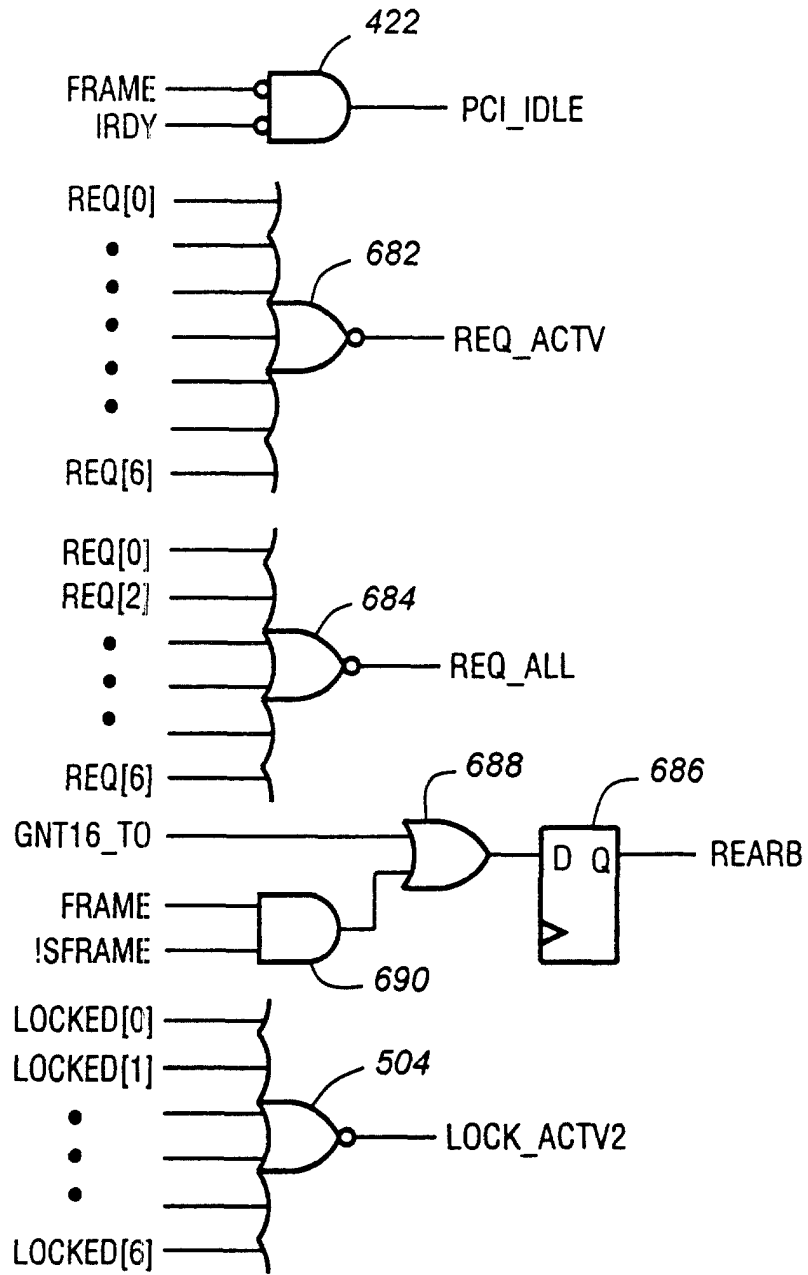 422
FRAME
IRDY
PCI_IDLE
REQ[0]
682
REQ_ACTV
REQ[6]
REQ[0]
REQ[2]
684
REQ_ALL
REQ[6]
688
686
GNT16_TO
D Q
REARB
FRAME
!SFRAME
690
LOCKED[0]
LOCKED[1]
504
LOCK_ACTV2
LOCKED[6]